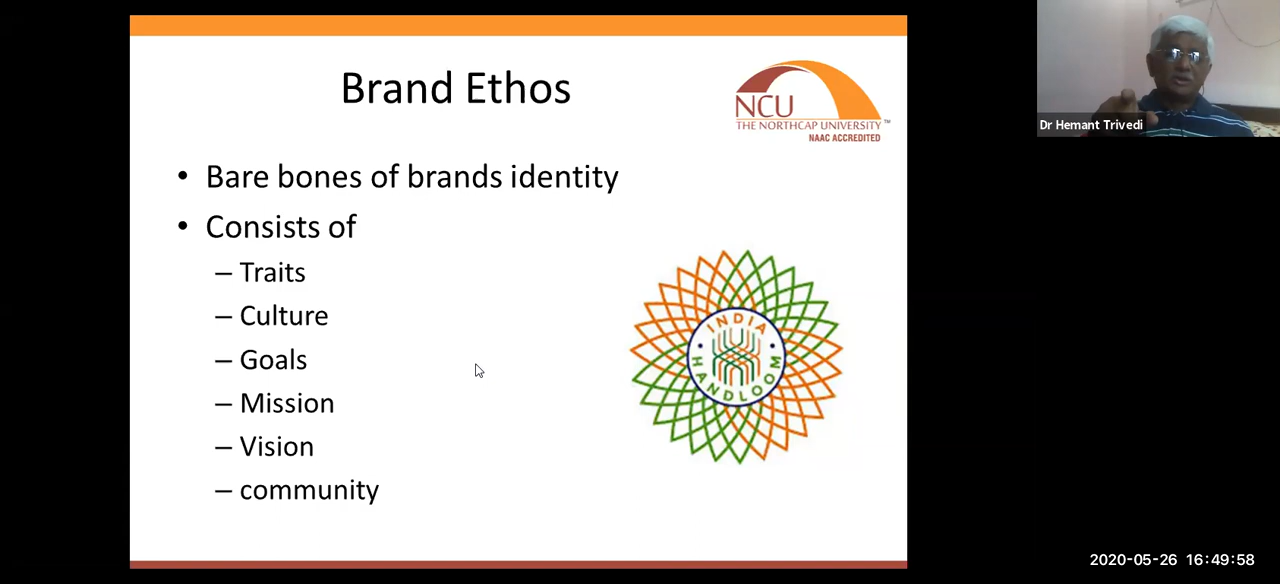 Brand Ethos
NCU
THE NORTHCAP UNIVERSITY ™
NAAC ACCREDITED
• Bare bones of brands identity
• Consists of
– Traits
– Culture
– Goals
– Mission
– Vision
– community
INDIA
HANDLOOM
Dr Hemant Trivedi
2020-05-26 16:49:58